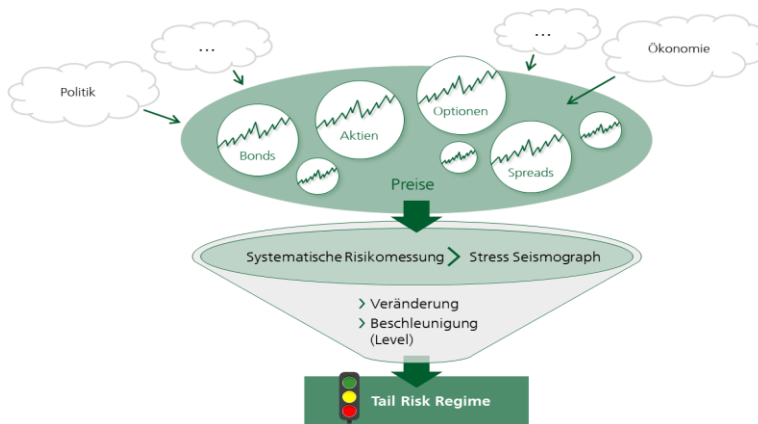 ...
...
Ökonomie
Politik
Optionen
Aktien
Bonds
Spreads
Preise
Systematische Risikomessung > Stress Seismograph
> Veränderung
> Beschleunigung
(Level)
Tail Risk Regime